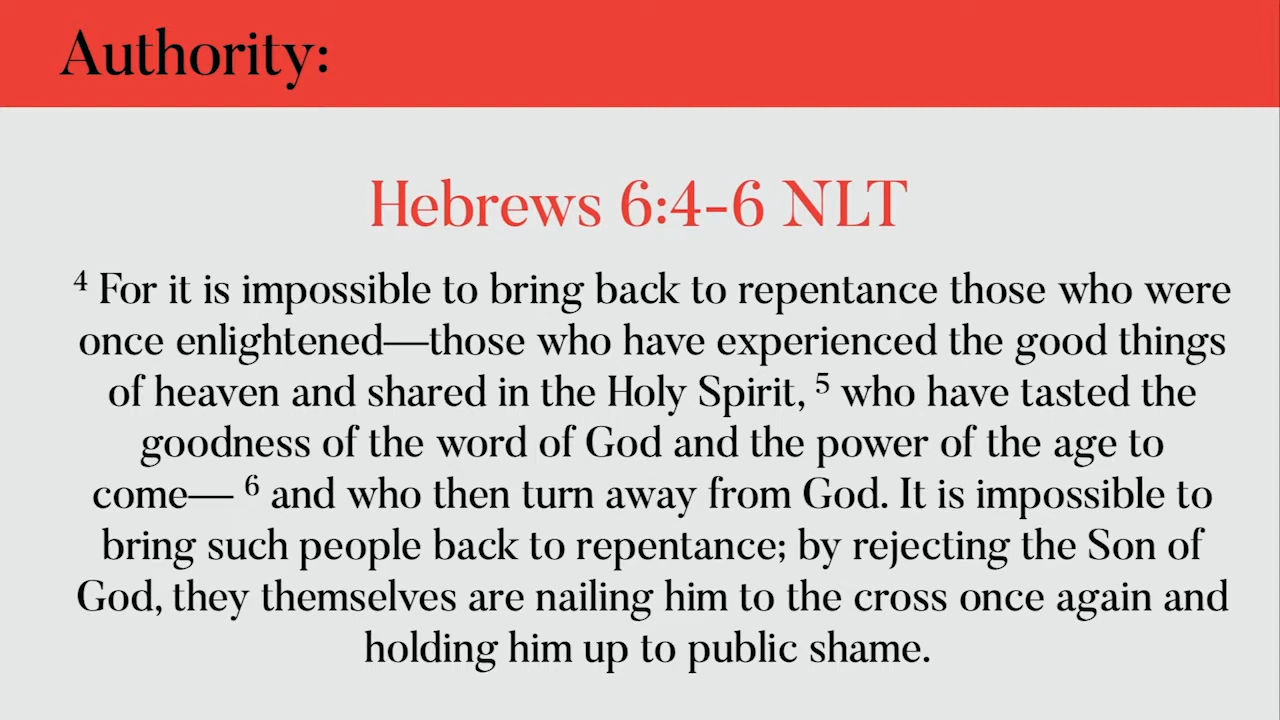 Authority:
Hebrews 6:4-6 NLT
⁴ For it is impossible to bring back to repentance those who were
once enlightened—those who have experienced the good things
of heaven and shared in the Holy Spirit, ⁵ who have tasted the
goodness of the word of God and the power of the age to
come— ⁶ and who then turn away from God. It is impossible to
bring such people back to repentance; by rejecting the Son of
God, they themselves are nailing him to the cross once again and
holding him up to public shame.